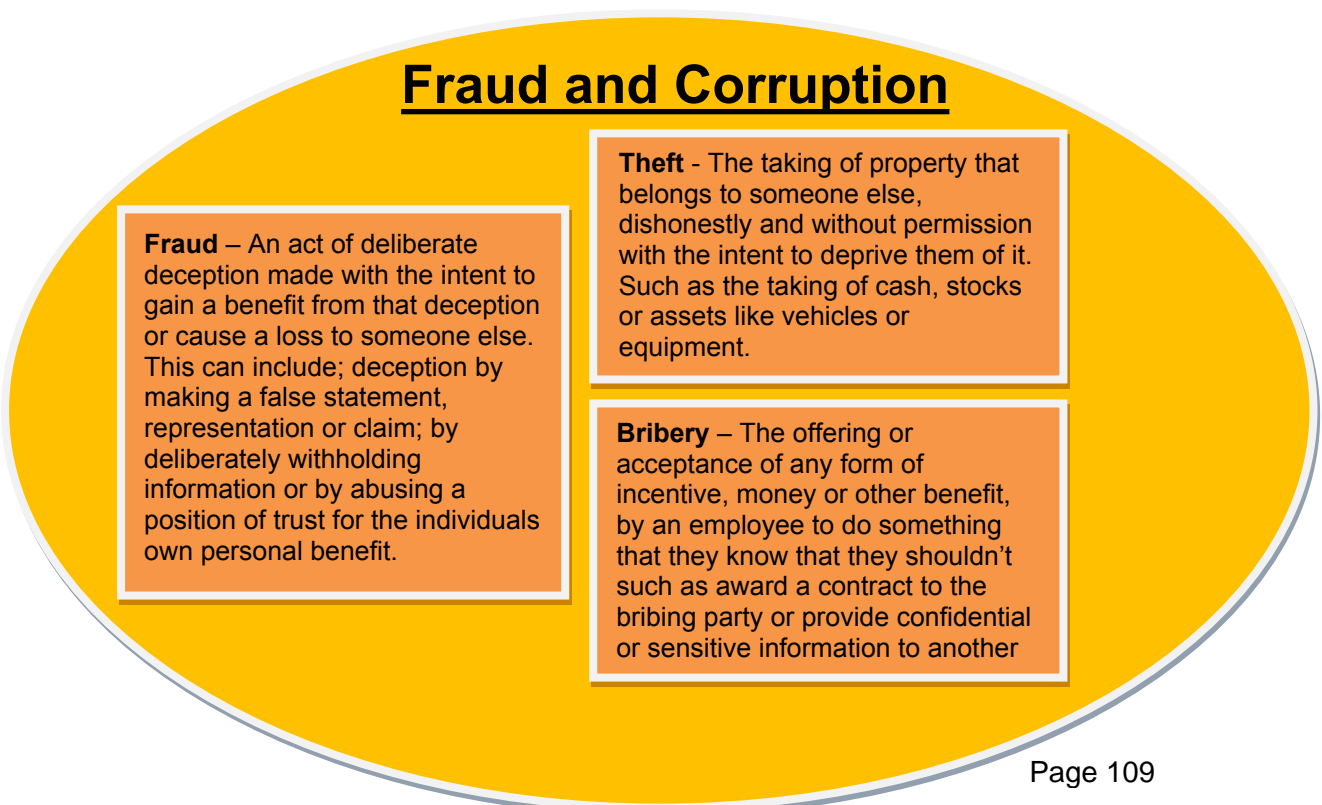 Fraud and Corruption
Fraud – An act of deliberate
deception made with the intent to
gain a benefit from that deception
or cause a loss to someone else.
This can include; deception by
making a false statement,
representation or claim; by
deliberately withholding
information or by abusing a
position of trust for the individuals
own personal benefit.
Theft - The taking of property that
belongs to someone else,
dishonestly and without permission
with the intent to deprive them of it.
Such as the taking of cash, stocks
or assets like vehicles or
equipment.
Bribery – The offering or
acceptance of any form of
incentive, money or other benefit,
by an employee to do something
that they know that they shouldn’t
such as award a contract to the
bribing party or provide confidential
or sensitive information to another
Page 109